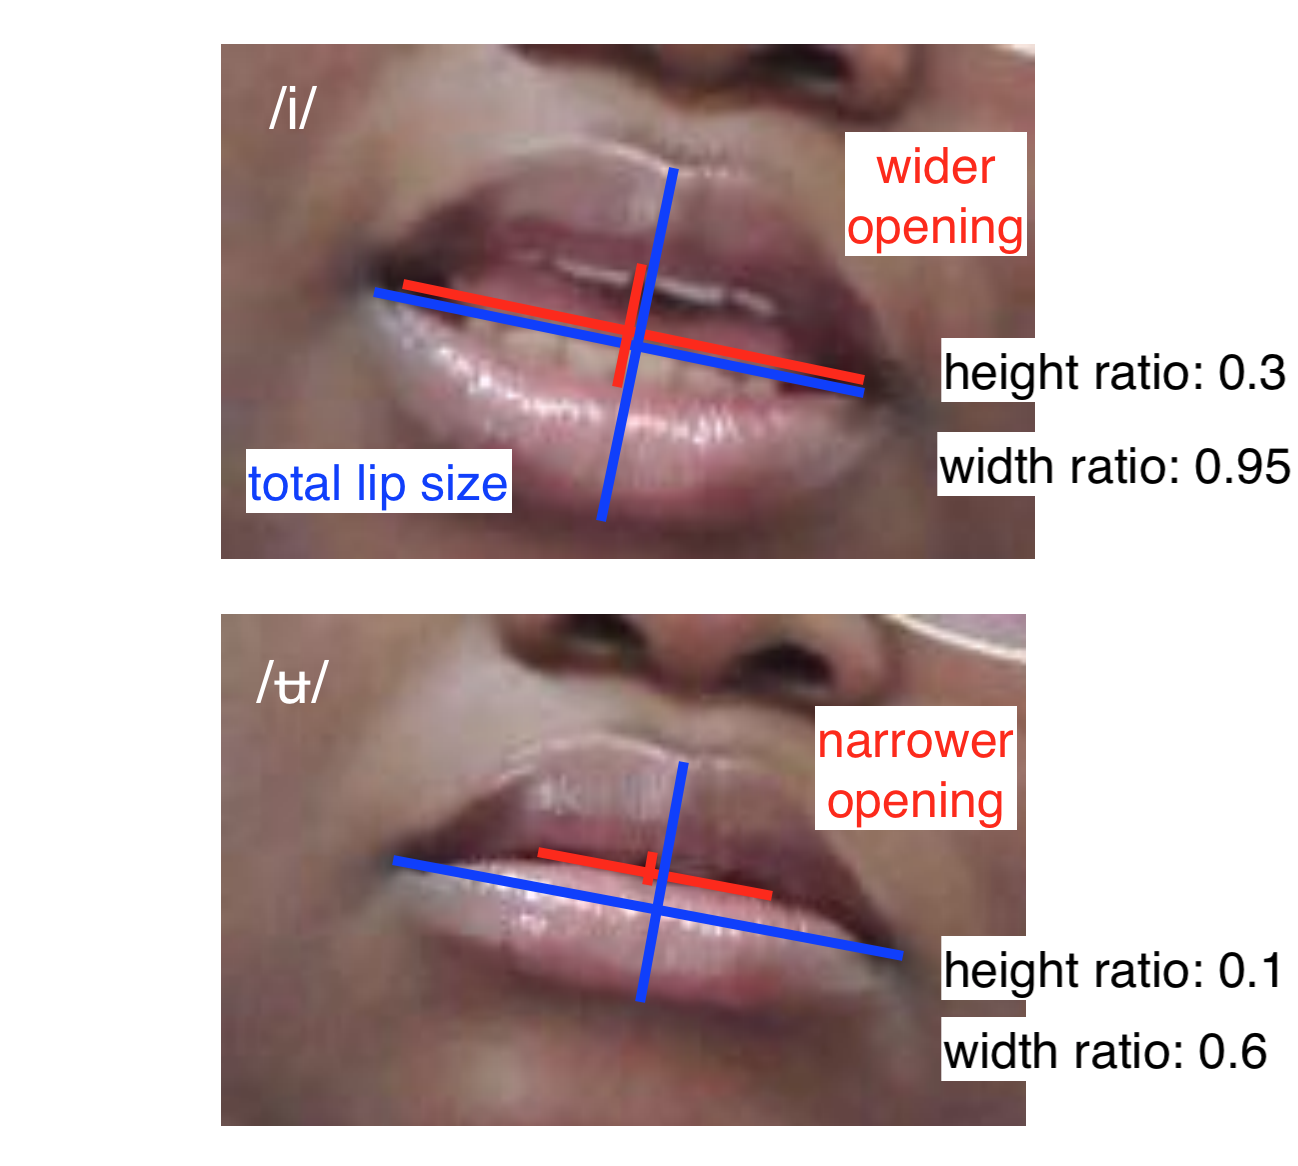 /i/
wider
opening
height ratio: 0.3
width ratio: 0.95
total lip size
/ʉ/
narrower
opening
height ratio: 0.1
width ratio: 0.6